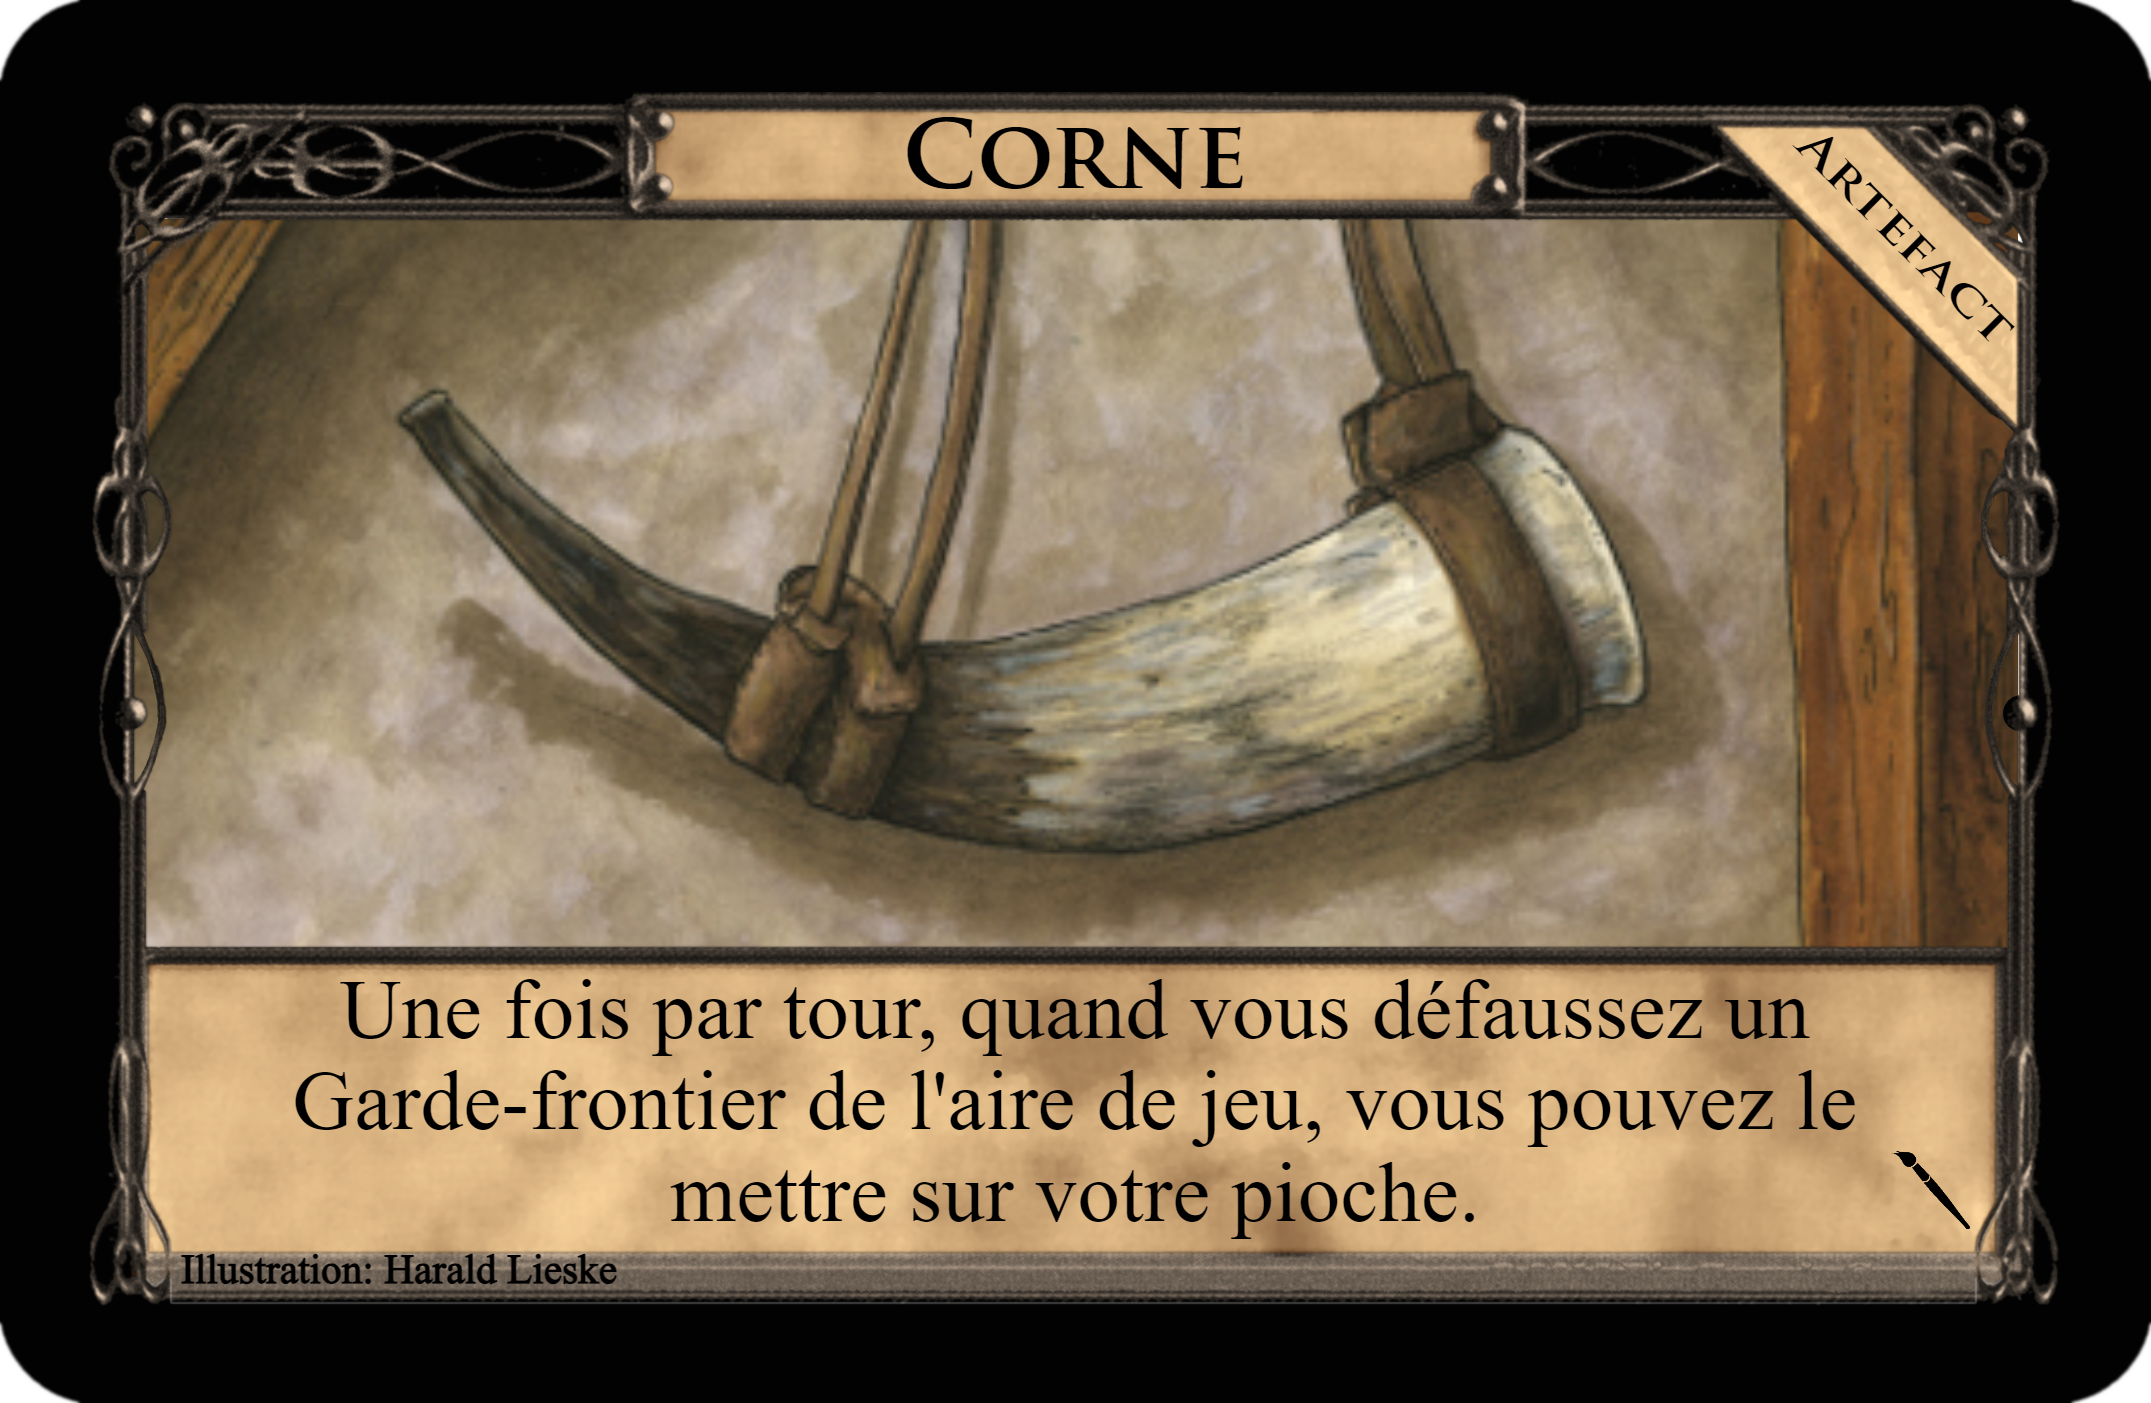 CORNE
ARTEFACT
Une fois par tour, quand vous défaussez un
Garde-frontier de l'aire de jeu, vous pouvez le
mettre sur votre pioche.
Illustration: Harald Lieske